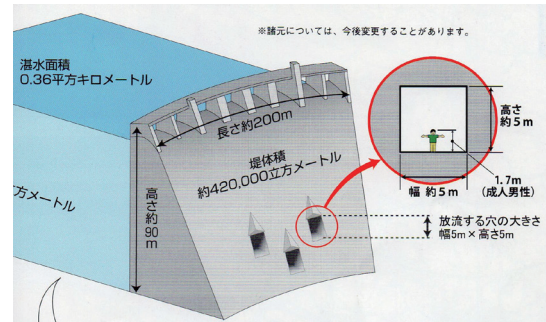 ※諸元については、今後変更することがあります。
湛水面積
0.36平方キロメートル
長さ約200m
高さ
約5m
堤体積
約420,000立方メートル
方メートル
高さ約90m
1.7m
(成人男性)
幅 約5m
放流する穴の大きさ
幅5m×高さ5m